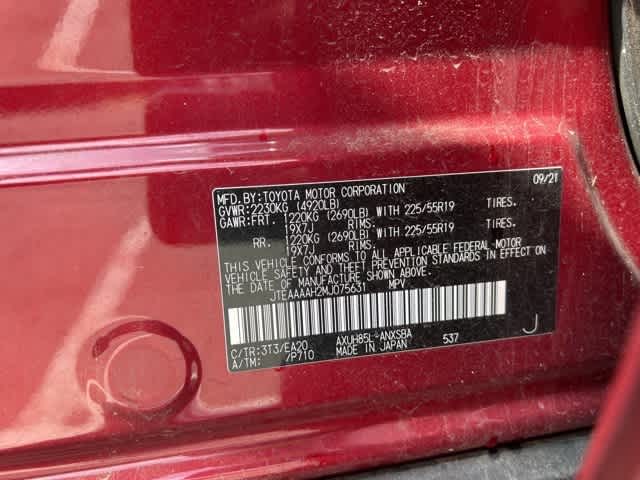 MFD.BY:TOYOTA MOTOR CORPORATION 09/21
GVWR:2230KG (4920LB)
GAWR:FRT. 1220KG (2690LB) WITH 225/55R19 TIRES.
19X7J RIMS.
RR. 1220KG (2690LB) WITH 225/55R19 TIRES.
19X7J RIMS.
THIS VEHICLE CONFORMS TO ALL APPLICABLE FEDERAL MOTOR
VEHICLE SAFETY AND THEFT PREVENTION STANDARDS IN EFFECT
ON THE DATE OF MANUFACTURE SHOWN ABOVE.
JTEAAAAH2MJ075631 MPV
C/TR:3T3/EA20 AXUH85L-ANXSBA
A/TM: -/P710 MADE IN JAPAN 537 J